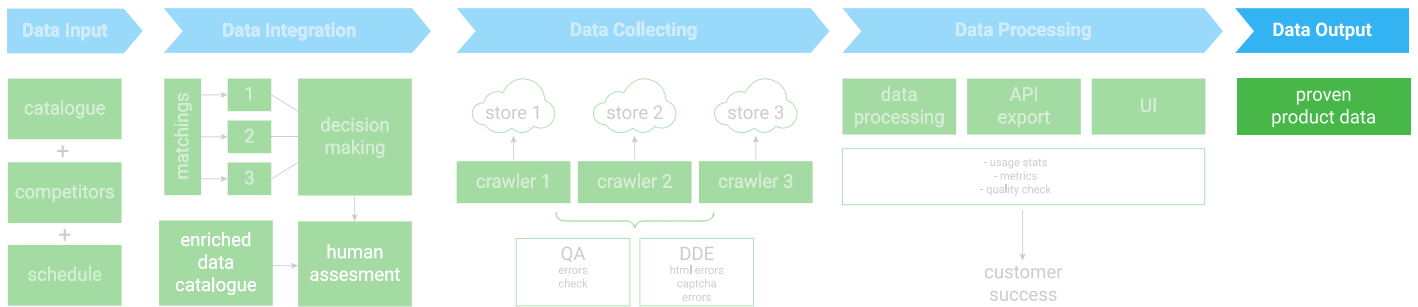 Data Input
Data Integration
Data Collecting
Data Processing
Data Output
catalogue
+
competitors
+
schedule
matchings
1
2
3
decision
making
enriched
data
catalogue
human
assesment
store 1
store 2
store 3
crawler 1
crawler 2
crawler 3
QA
errors
check
DDE
html errors
captcha
errors
data
processing
API
export
UI
- usage stats
- metrics
- quality check
customer
success
proven
product data